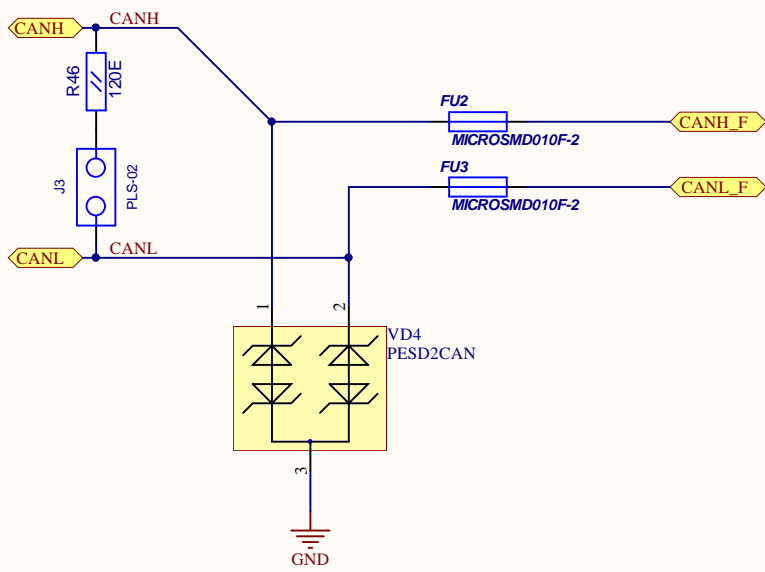 CANH
CANH
R46
120E
FU2
CANH_F
MICROSMD010F-2
J3
PLS-02
FU3
CANL_F
MICROSMD010F-2
CANL
CANL
1
2
VD4
PESD2CAN
3
GND